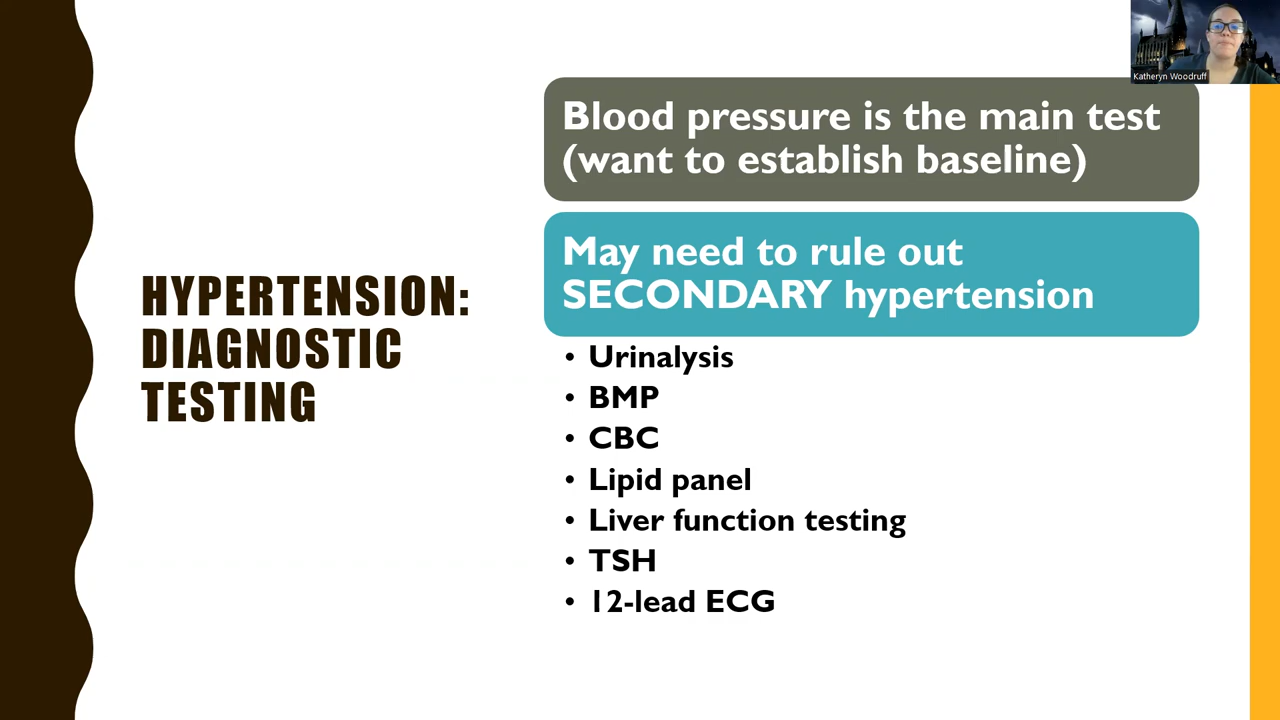 Katheryn Woodruff
Blood pressure is the main test
(want to establish baseline)
May need to rule out
SECONDARY hypertension
HYPERTENSION:
DIAGNOSTIC
TESTING
• Urinalysis
• BMP
• CBC
• Lipid panel
• Liver function testing
• TSH
• 12-lead ECG